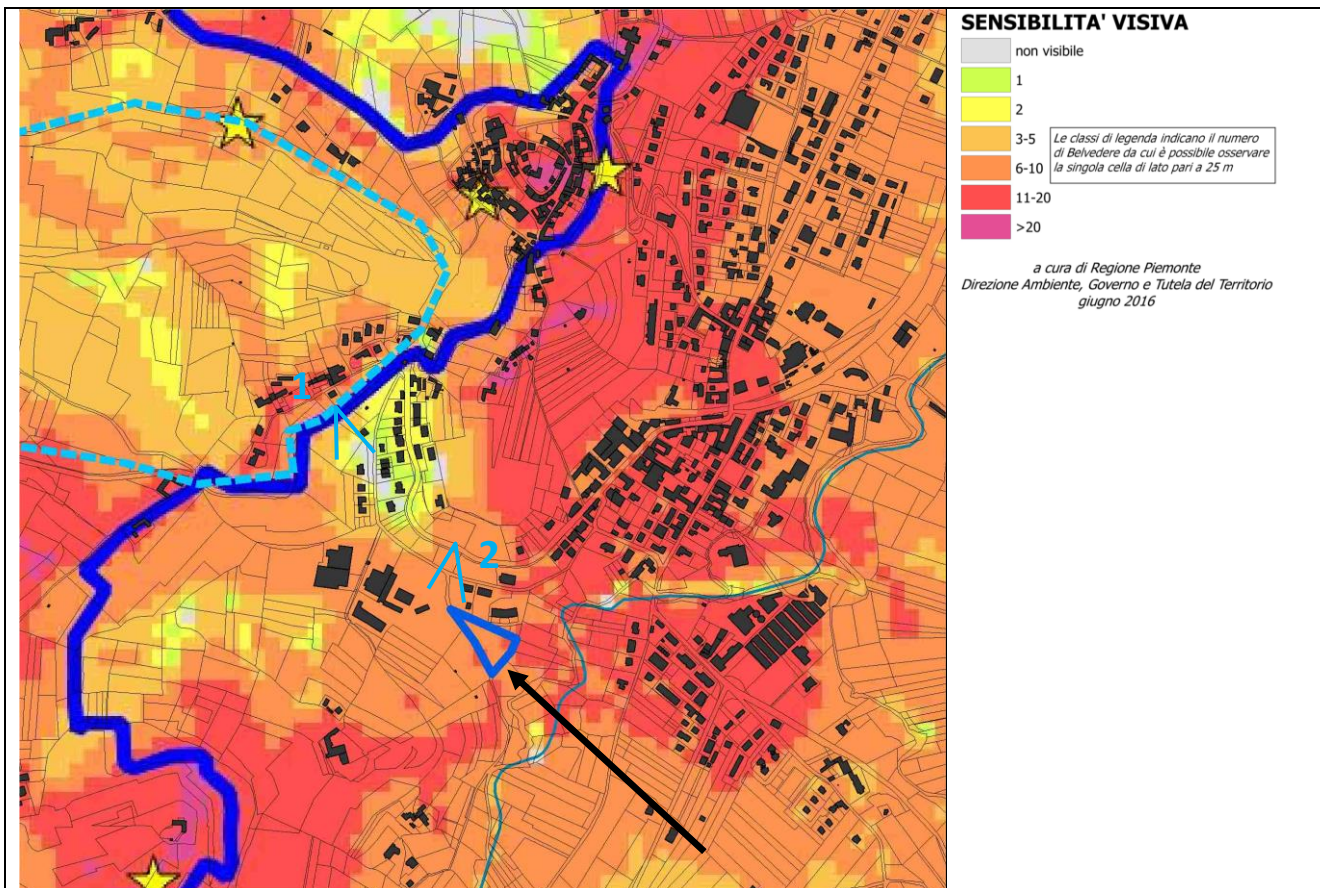 SENSIBILITA' VISIVA
non visibile
1
2
3-5
6-10
11-20
>20
Le classi di legenda indicano il numero
di Belvedere da cui è possibile osservare
la singola cella di lato pari a 25 m
a cura di Regione Piemonte
Direzione Ambiente, Governo e Tutela del Territorio
giugno 2016
1
2